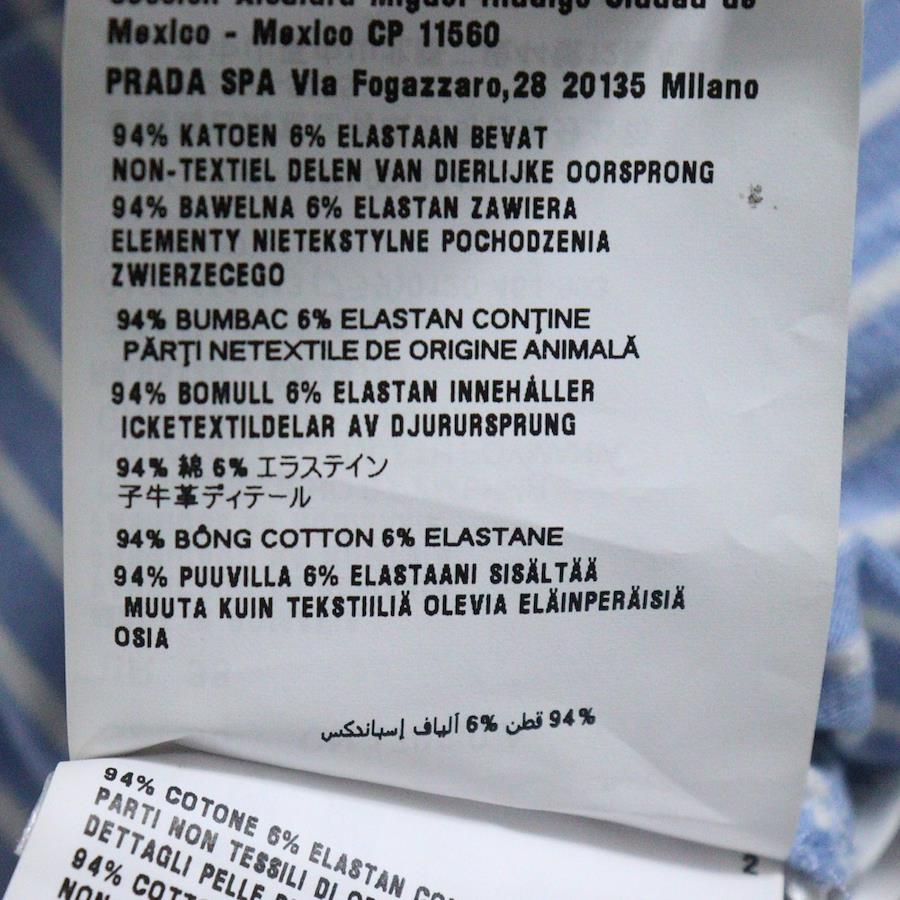 Mexico - Mexico CP 11560
PRADA SPA Via Fogazzaro,28 20135 Milano
94% KATOEN 6% ELASTAAN BEVAT
NON-TEXTIEL DELEN VAN DIERLIJKE OORSPRONG
94% BAWELNA 6% ELASTAN ZAWIERA
ELEMENTY NIETEKSTYLNE POCHODZENIA
ZWIERZECEGO
94% BUMBAC 6% ELASTAN CONŢINE
PĂRŢI NETEXTILE DE ORIGINE ANIMALĂ
94% BOMULL 6% ELASTAN INNEHÅLLER
ICKETEXTILDELAR AV DJURURSPRUNG
94% 綿 6% エラステイン
子牛革ディテール
94% BÔNG COTTON 6% ELASTANE
94% PUUVILLA 6% ELASTAANI SISÄLTÄÄ
MUUTA KUIN TEKSTIILIÄ OLEVIA ELÄINPERÄISIÄ
OSIA
94% قطن 6% ألياف إسباندكس
2
94% COTONE 6% ELASTAN
PARTI NON TESSILI DI
DETTAGLI PELLE
94%